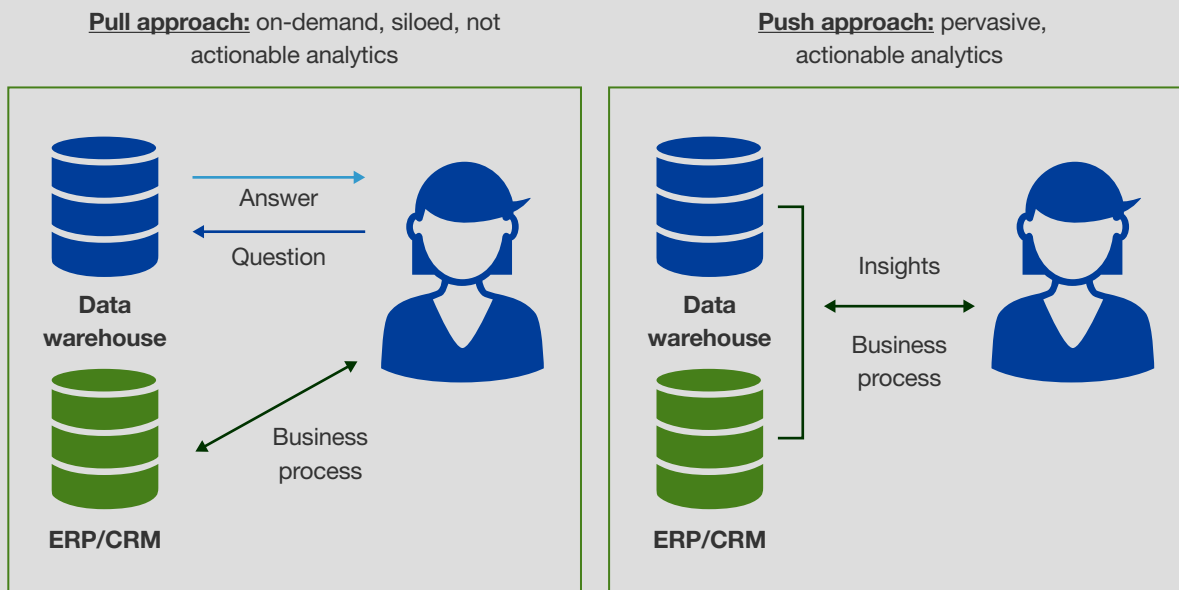 Pull approach: on-demand, siloed, not
actionable analytics
Answer
Question
Data
warehouse
Business
process
ERP/CRM
Push approach: pervasive,
actionable analytics
Insights
Data
warehouse
Business
process
ERP/CRM